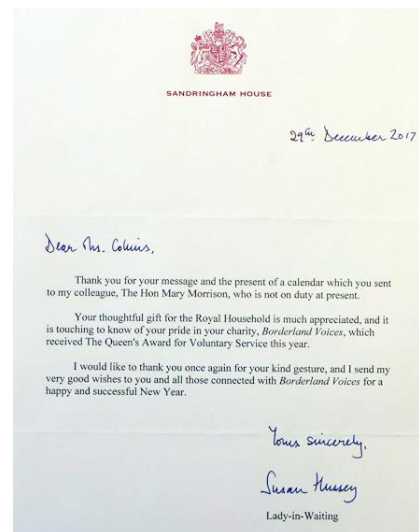 SANDRINGHAM HOUSE
29th December 2017
Dear Ms. Collins,
Thank you for your message and the present of a calendar which you sent
to my colleague, The Hon Mary Morrison, who is not on duty at present.
Your thoughtful gift for the Royal Household is much appreciated, and it
is touching to know of your pride in your charity, Borderland Voices, which
received The Queen's Award for Voluntary Service this year.
I would like to thank you once again for your kind gesture, and I send my
very good wishes to you and all those connected with Borderland Voices for a
happy and successful New Year.
Yours sincerely,
Susan Hussey
Lady-in-Waiting